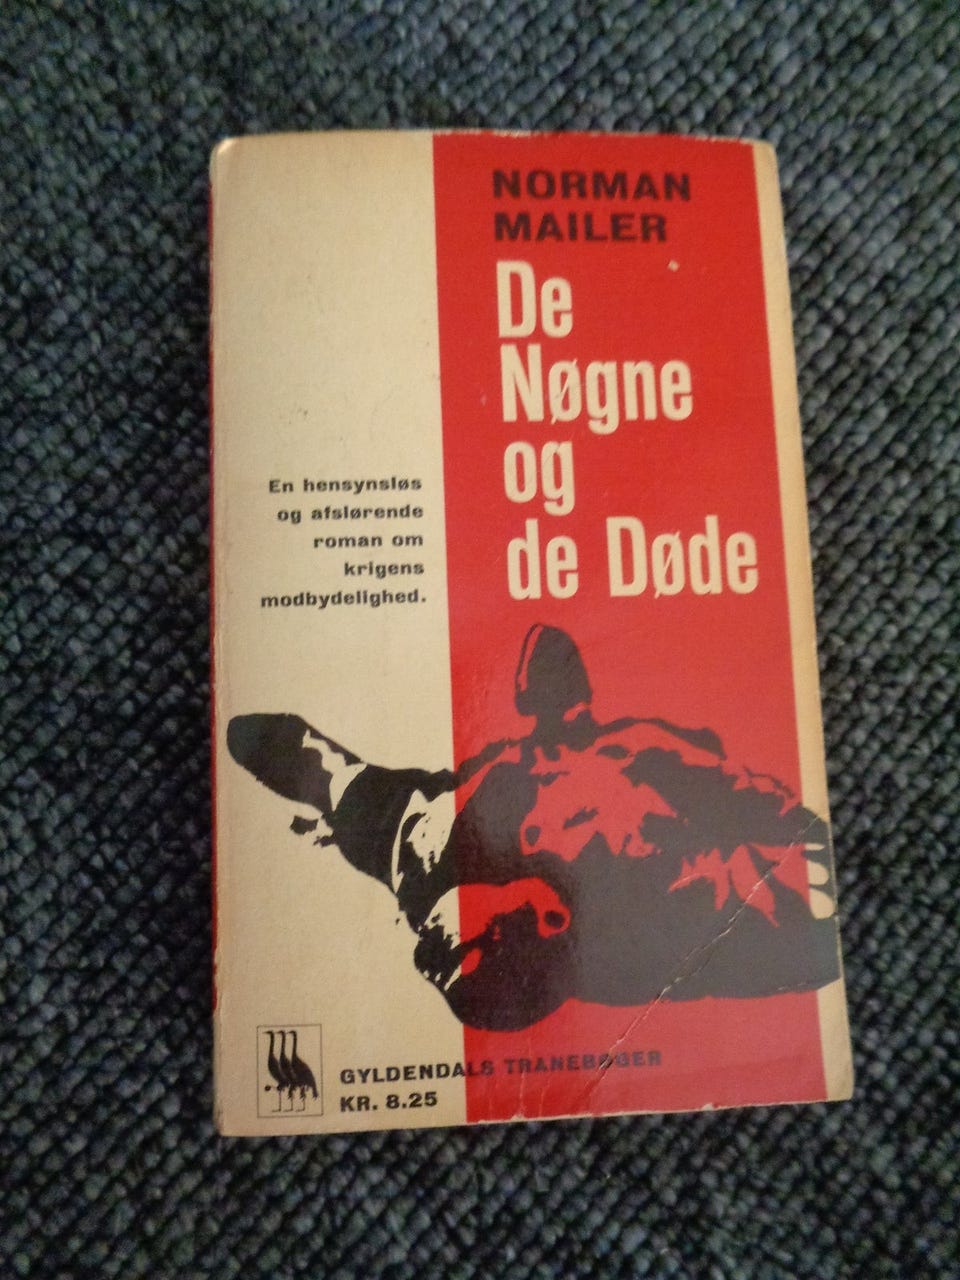 NORMAN
MAILER
De
Nøgne
og
de Døde
En hensynsløs
og afslørende
roman om
krigens
modbydelighed.
GYLDENDALS TRANEBØGER
KR. 8.25